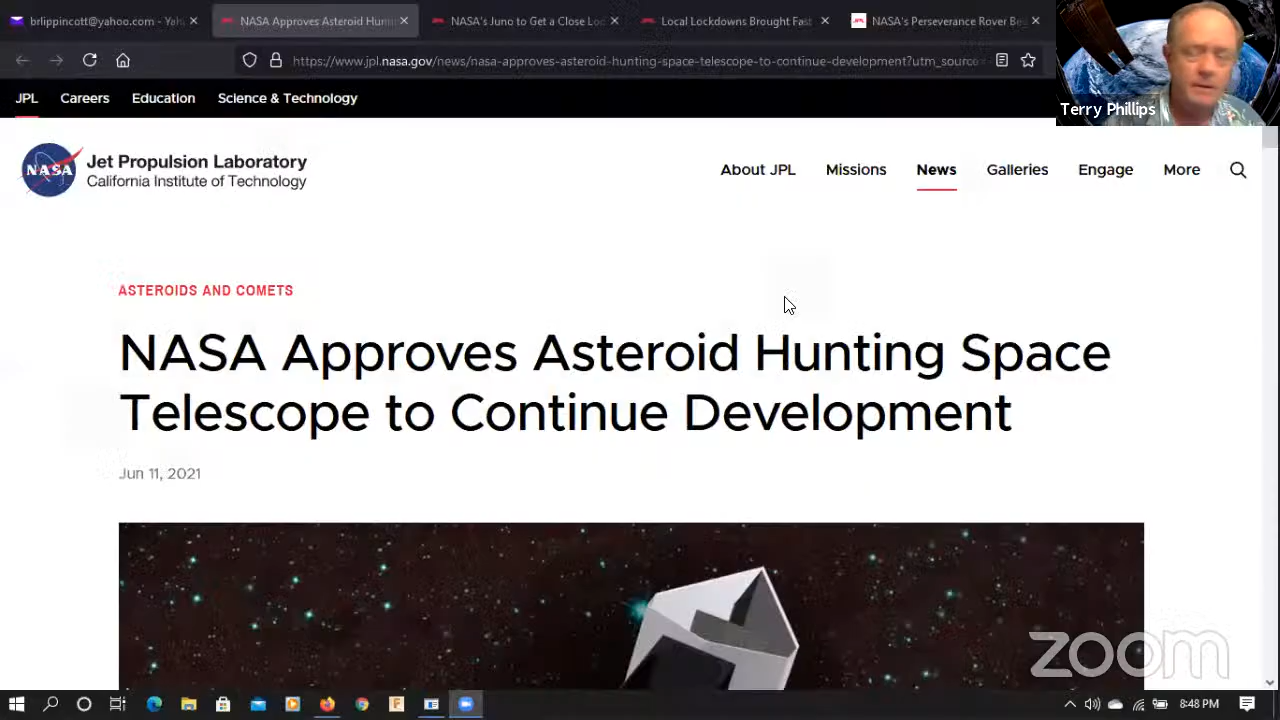 brlippincott@yahoo.com - Yah
NASA Approves Asteroid Hunti
NASA's Juno to Get a Close Loo
Local Lockdowns Brought Fast
NASA's Perseverance Rover Be
https://www.jpl.nasa.gov/news/nasa-approves-asteroid-hunting-space-telescope-to-continue-development?utm_source=
Terry Phillips
JPL
Careers
Education
Science & Technology
NASA
Jet Propulsion Laboratory
California Institute of Technology
About JPL
Missions
News
Galleries
Engage
More
ASTEROIDS AND COMETS
NASA Approves Asteroid Hunting Space
Telescope to Continue Development
Jun 11, 2021
zoom
8:48 PM